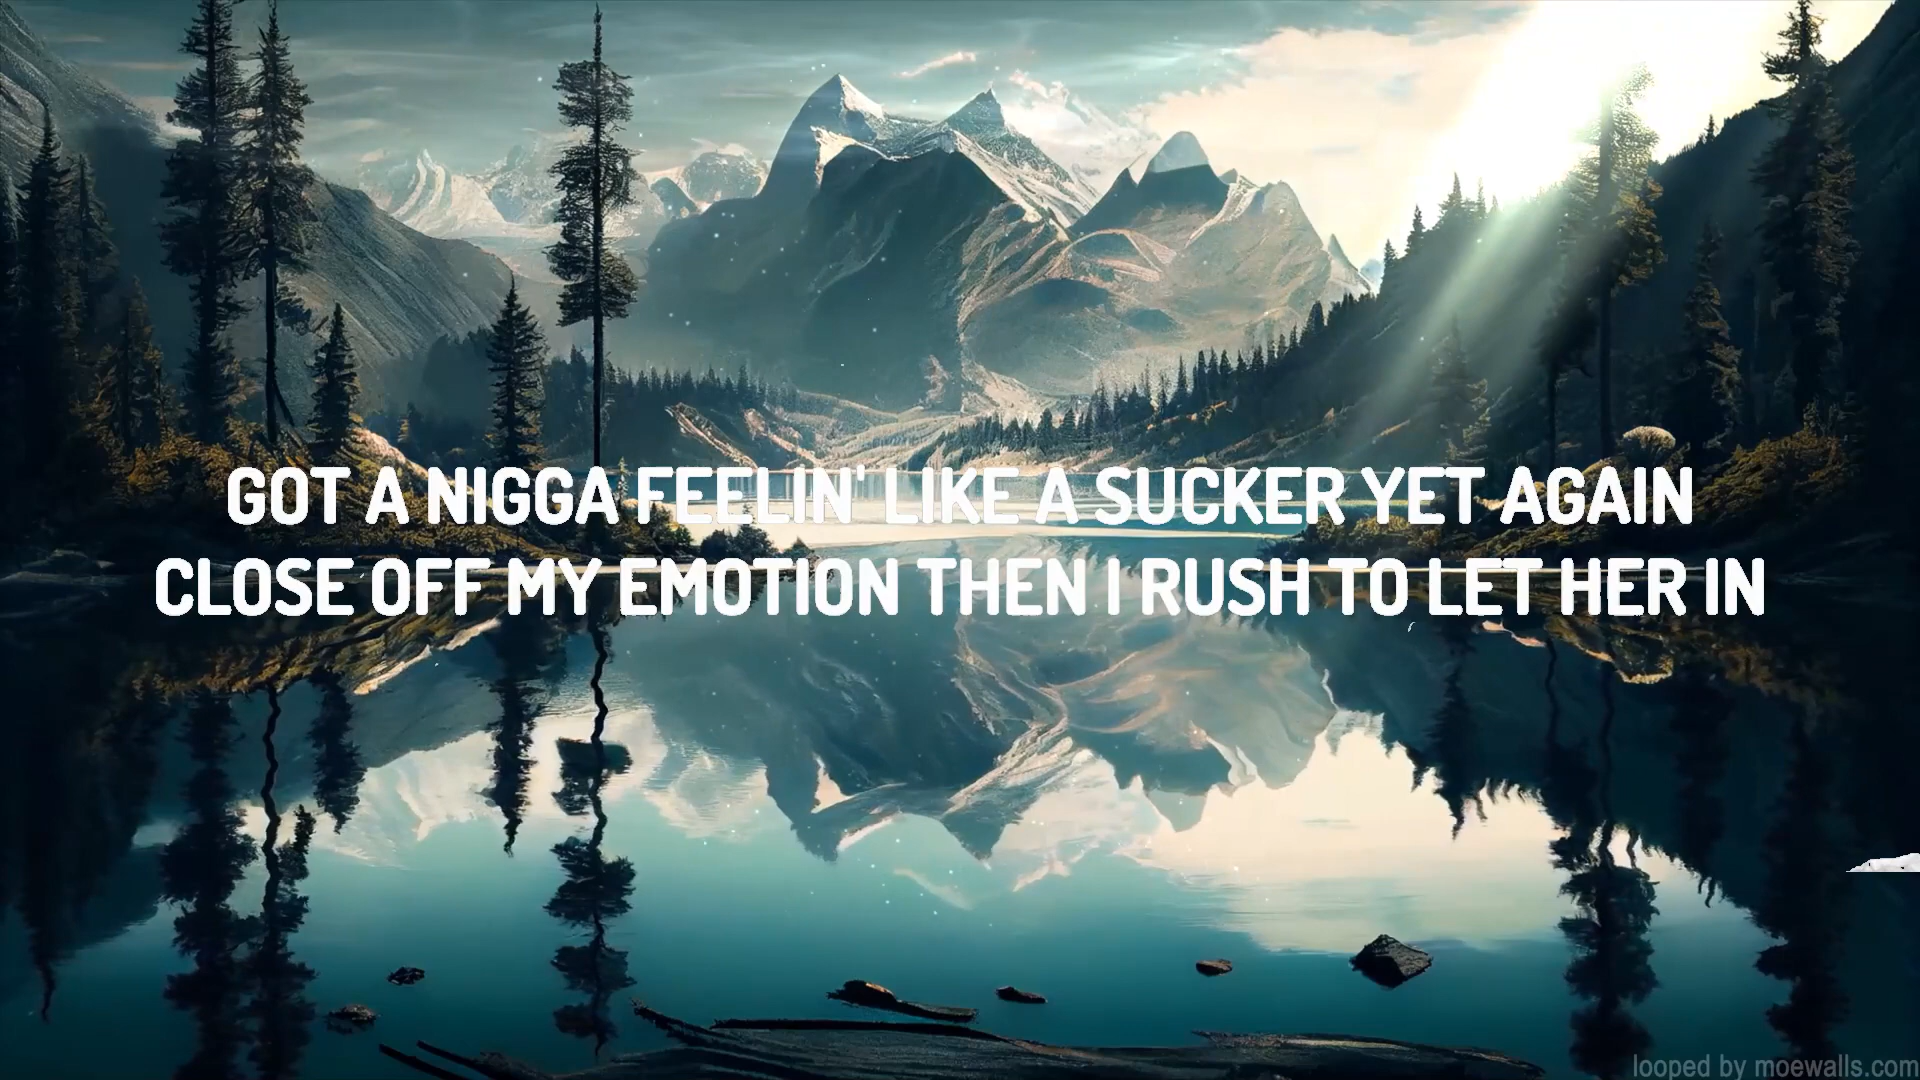 GOT A NIGGA FEELIN' LIKE A SUCKER YET AGAIN
CLOSE OFF MY EMOTION THEN I RUSH TO LET HER IN
looped by moewalls.com